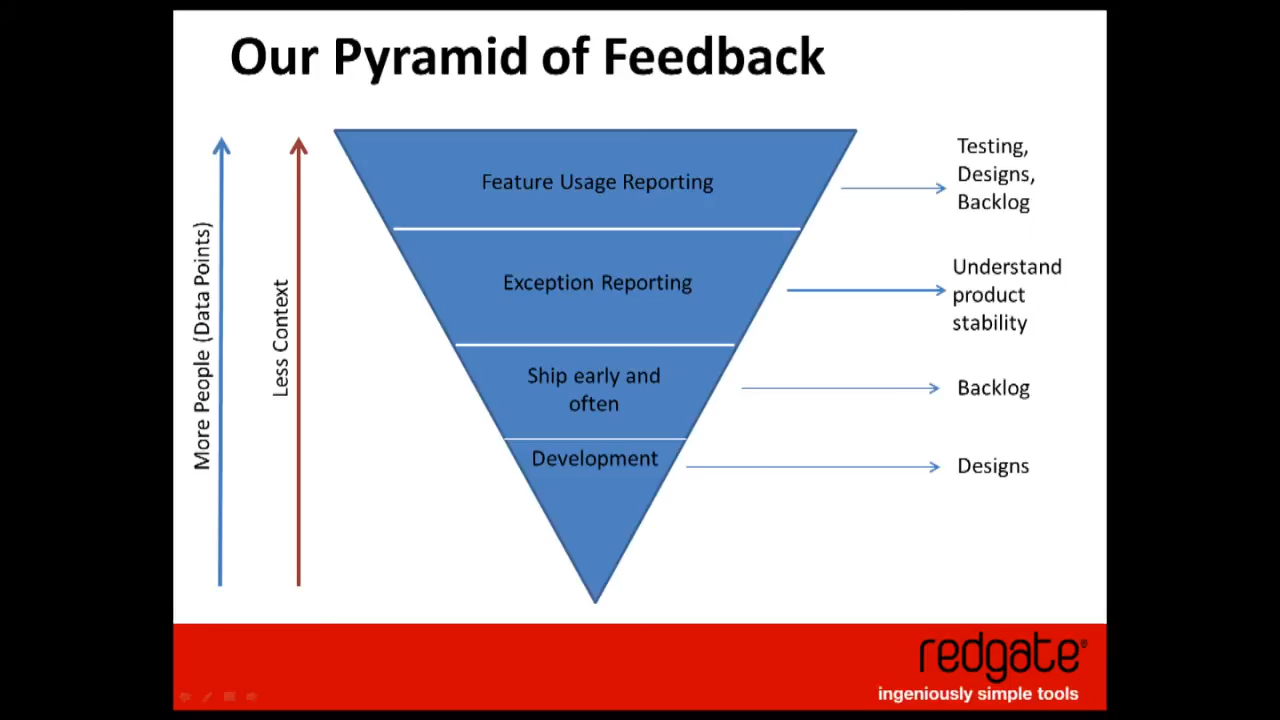 Our Pyramid of Feedback
More People (Data Points)
Less Context
Feature Usage Reporting
Testing,
Designs,
Backlog
Exception Reporting
Understand
product
stability
Ship early and
often
Backlog
Development
Designs
redgate®
ingeniously simple tools